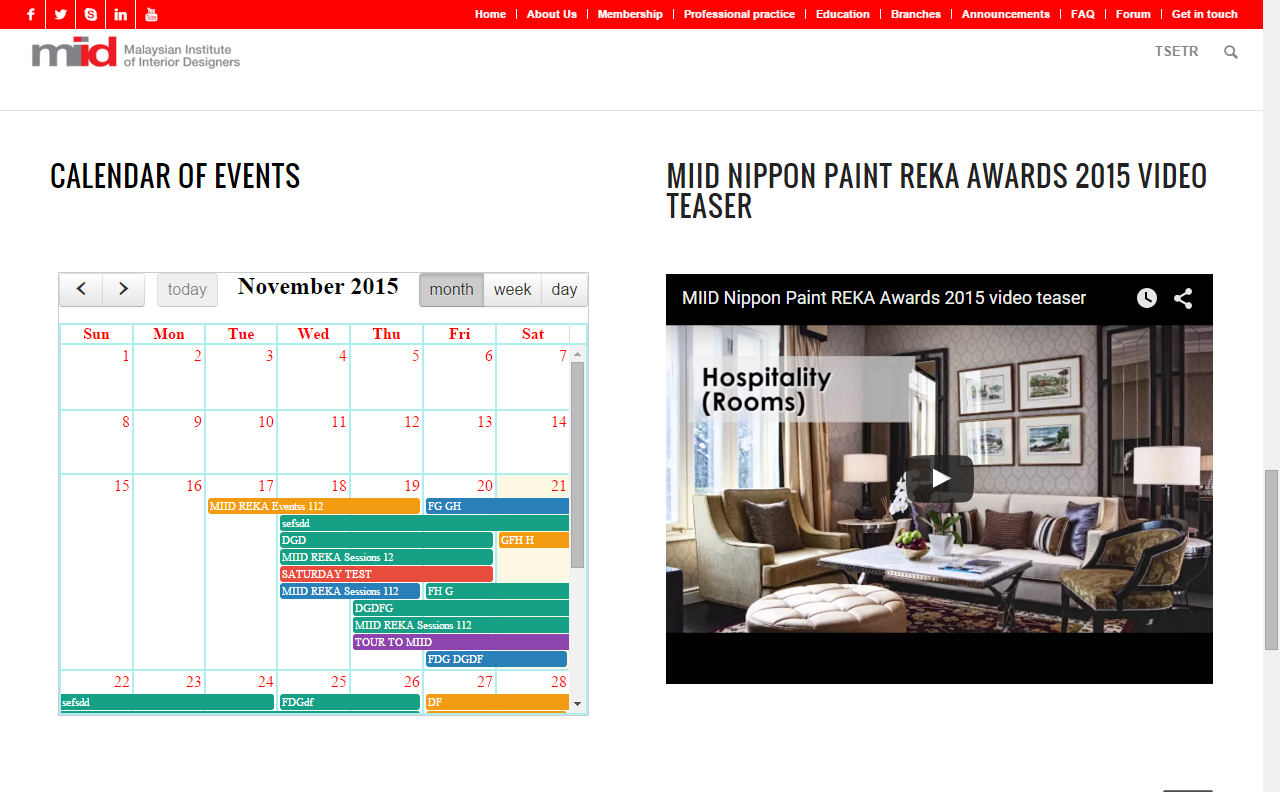 Home About Us Membership Professional practice Education Branches Announcements FAQ Forum Get in touch
miid Malaysian Institute
of Interior Designers
TSETR
CALENDAR OF EVENTS
MIID NIPPON PAINT REKA AWARDS 2015 VIDEO
TEASER
today November 2015 month week day
Sun Mon Tue Wed Thu Fri Sat
1 2 3 4 5 6 7
8 9 10 11 12 13 14
15 16 17 18 19 20 21
MIID REKA Eventss 112 FG GH
sefsdd
DGD GFH H
MIID REKA Sessions 12
SATURDAY TEST
MIID REKA Sessions 112 FH G
DGDFG
MIID REKA Sessions 112
TOUR TO MIID
FDG DGDF
22 23 24 25 26 27 28
sefsdd FDGdf DF
MIID Nippon Paint REKA Awards 2015 video teaser
Hospitality
(Rooms)